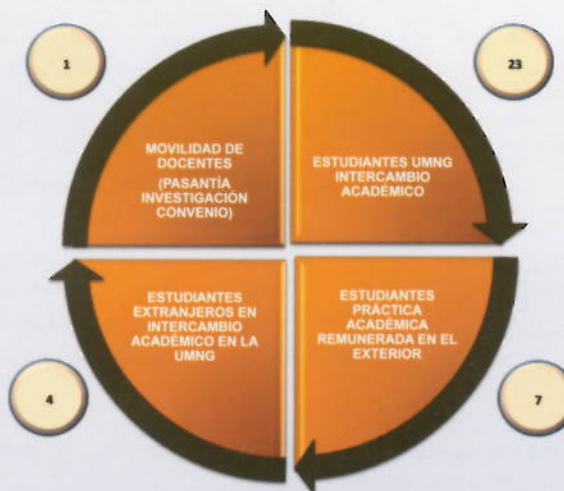 1
23
MOVILIDAD DE
DOCENTES
(PASANTÍA
INVESTIGACIÓN
CONVENIO)
ESTUDIANTES UMNG
INTERCAMBIO
ACADÉMICO
ESTUDIANTES
EXTRANJEROS EN
INTERCAMBIO
ACADÉMICO EN LA
UMNG
ESTUDIANTES
PRÁCTICA
ACADÉMICA
REMUNERADA EN EL
EXTERIOR
4
7